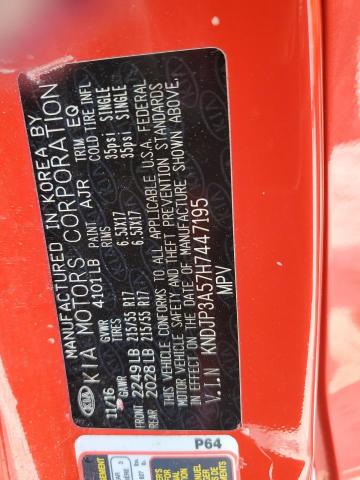 MANUFACTURED IN KOREA BY
KIA MOTORS CORPORATION
KIA
11/16 GVWR 4101LB PAINT AJR TRIM EQ
GAWR TIRES RIMS COLD TIRE INFL
FRONT 2249LB 215/55 R17 6.5JX17 35psi SINGLE
REAR 2028LB 215/55 R17 6.5JX17 35psi SINGLE
THIS VEHICLE CONFORMS TO ALL APPLICABLE U.S.A. FEDERAL
MOTOR VEHICLE SAFETY AND THEFT PREVENTION STANDARDS
IN EFFECT ON THE DATE OF MANUFACTURE SHOWN ABOVE.
V.I.N KNDJP3A57H7447195
MPV
P64